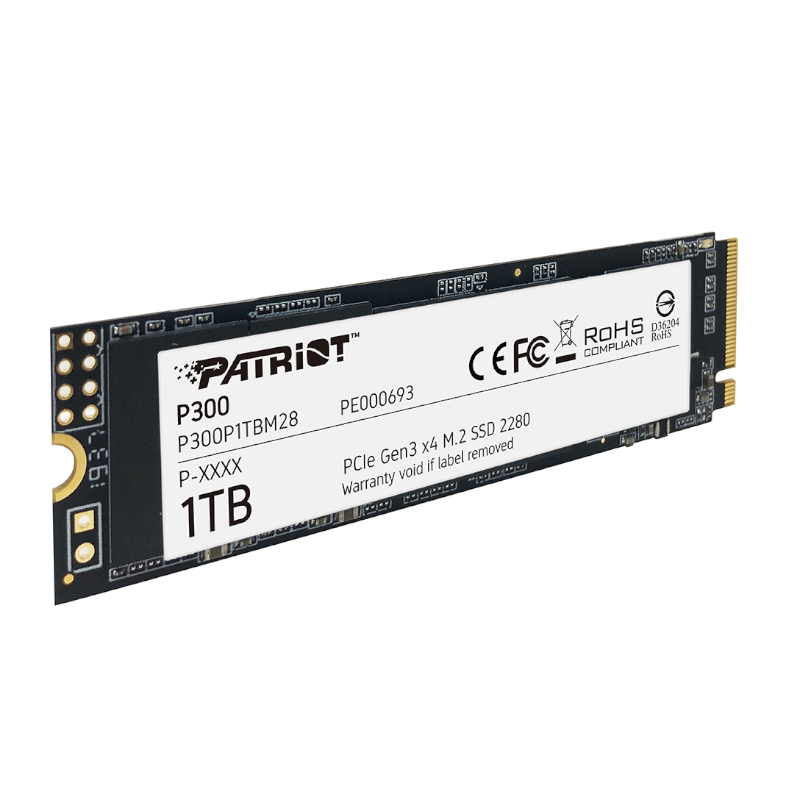 PATRIOT™
P300
P300P1TBM28 PE000693
P-XXXX
1TB
PCIe Gen3 x4 M.2 SSD 2280
Warranty void if label removed
CE FC RoHS
COMPLIANT
D36204
RoHS
1937